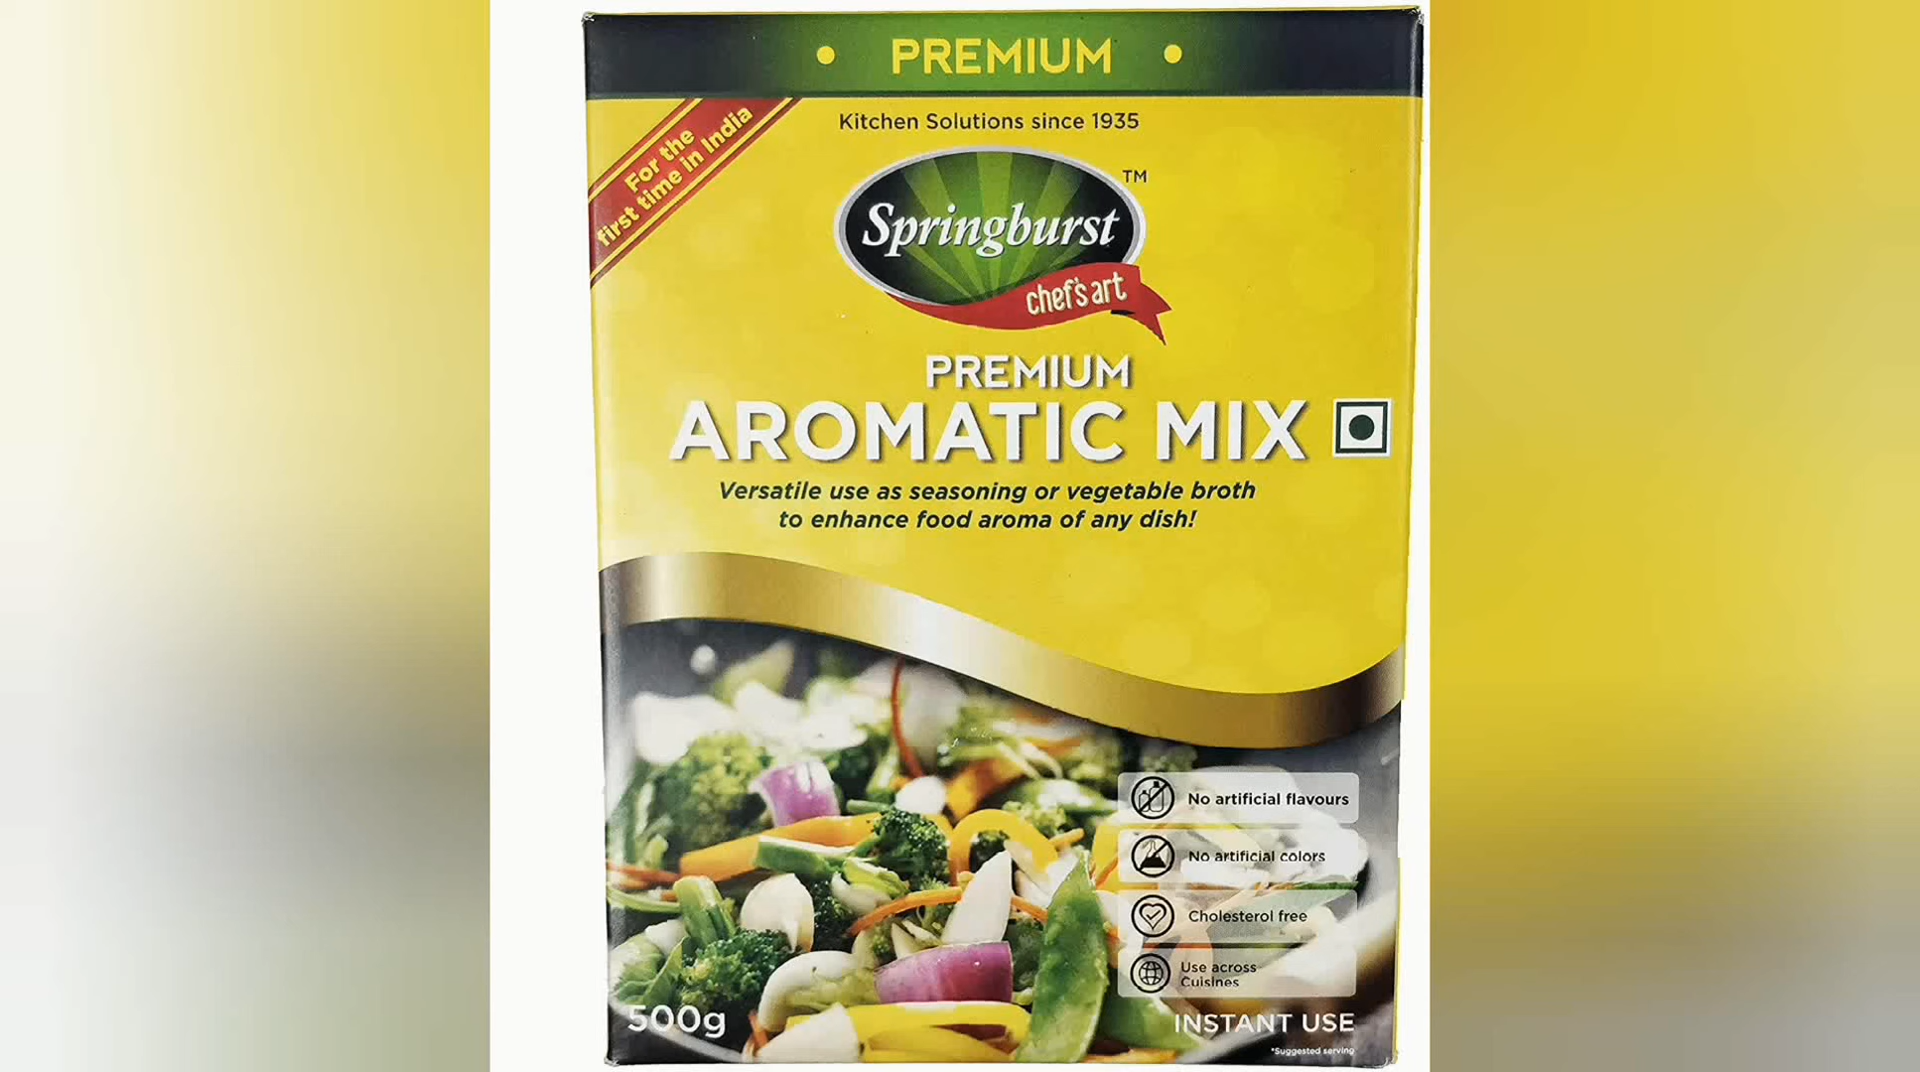 PREMIUM
Kitchen Solutions since 1935
For the
first time in India
Springburst
TM
chef's art
PREMIUM
AROMATIC MIX
Versatile use as seasoning or vegetable broth
to enhance food aroma of any dish!
No artificial flavours
No artificial colors
Cholesterol free
Use across
Cuisines
500g
INSTANT USE
*Suggested serving